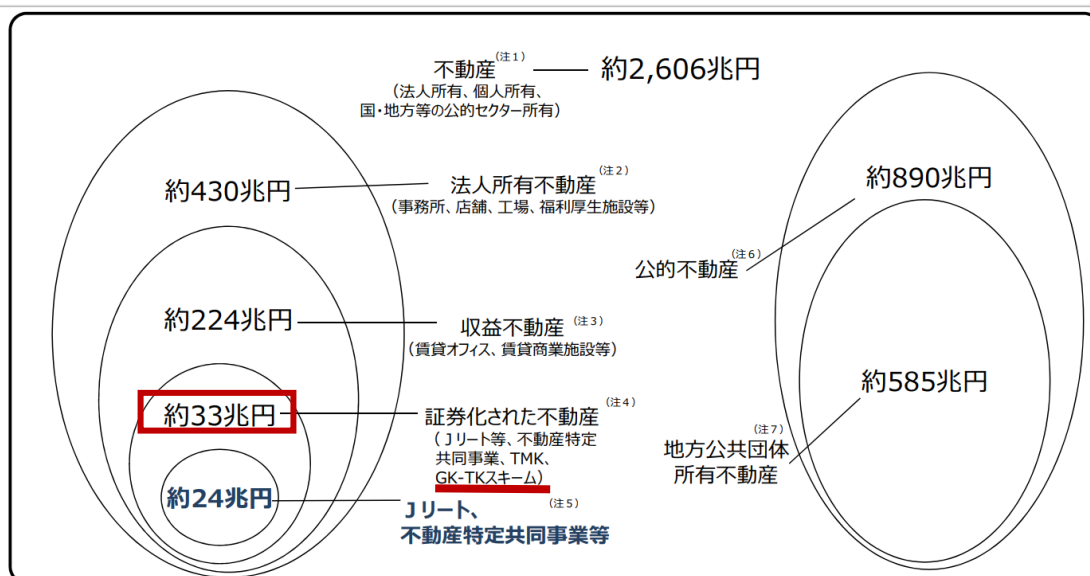 不動産(注1) 約2,606兆円
(法人所有、個人所有、
国・地方等の公的セクター所有)
約430兆円 法人所有不動産(注2)
(事務所、店舗、工場、福利厚生施設等)
約890兆円
公的不動産(注6)
約224兆円 収益不動産(注3)
(賃貸オフィス、賃貸商業施設等)
約33兆円 証券化された不動産(注4)
(Jリート等、不動産特定
共同事業、TMK、
GK-TKスキーム)
約24兆円 Jリート、(注5)
不動産特定共同事業等
約585兆円
(注7)
地方公共団体
所有不動産